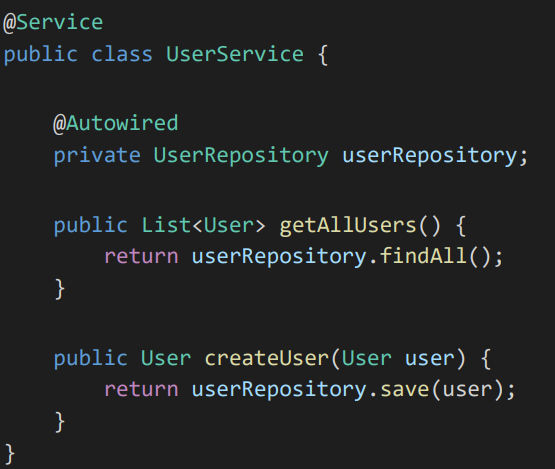 @Service
public class UserService {
@Autowired
private UserRepository userRepository;
public List<User> getAllUsers() {
return userRepository.findAll();
}
public User createUser(User user) {
return userRepository.save(user);
}
}